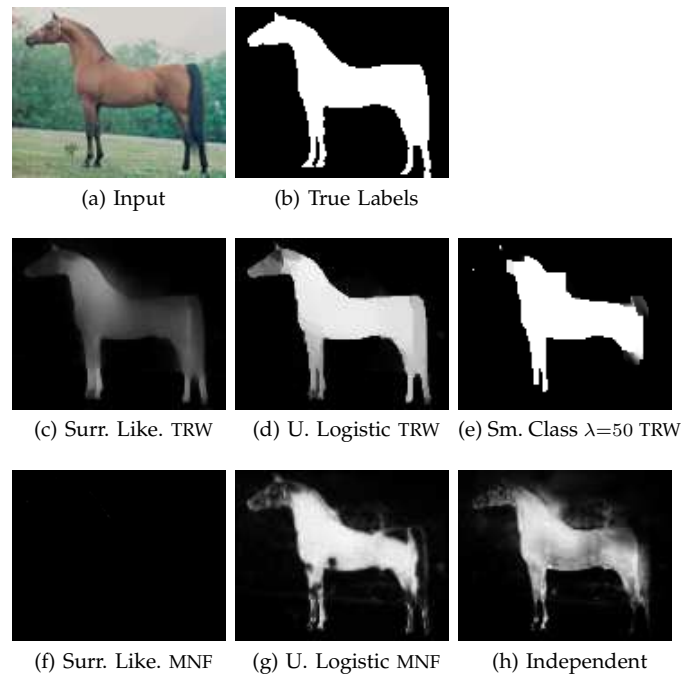 (a) Input
(b) True Labels
(c) Surr. Like. TRW
(d) U. Logistic TRW
(e) Sm. Class λ=50 TRW
(f) Surr. Like. MNF
(g) U. Logistic MNF
(h) Independent